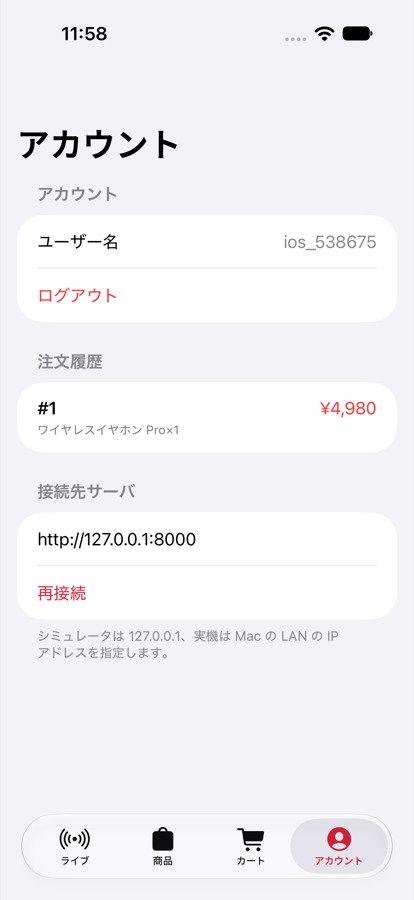 11:58
アカウント
アカウント
ユーザー名 ios_538675
ログアウト
注文履歴
#1 ¥4,980
ワイヤレスイヤホン Pro×1
接続先サーバ
http://127.0.0.1:8000
再接続
シミュレータは 127.0.0.1、実機は Mac の LAN の IP
アドレスを指定します。
ライブ 商品 カート アカウント